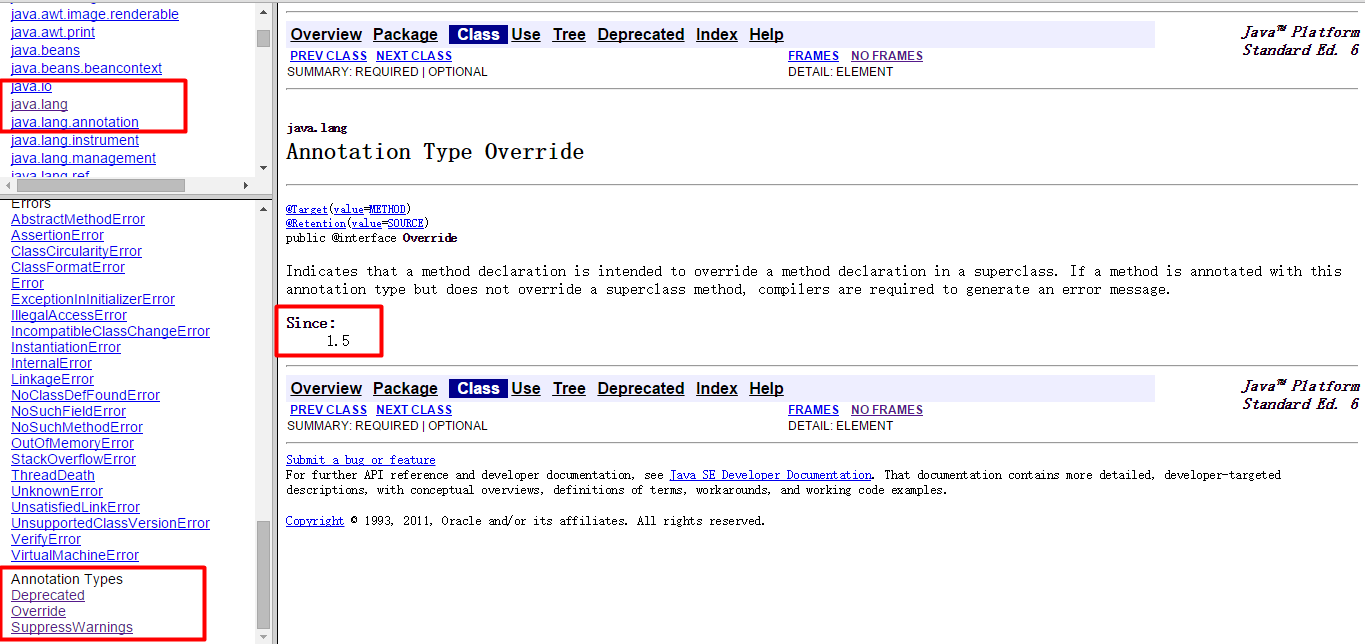 java.awt.image.renderable
java.awt.print
java.beans
java.beans.beancontext
java.io
java.lang
java.lang.annotation
java.lang.instrument
java.lang.management
java.lang.ref
Errors
AbstractMethodError
AssertionError
ClassCircularityError
ClassFormatError
Error
ExceptionInInitializerError
IllegalAccessError
IncompatibleClassChangeError
InstantiationError
InternalError
LinkageError
NoClassDefFoundError
NoSuchFieldError
NoSuchMethodError
OutOfMemoryError
StackOverflowError
ThreadDeath
UnknownError
UnsatisfiedLinkError
UnsupportedClassVersionError
VerifyError
VirtualMachineError
Annotation Types
Deprecated
Override
SuppressWarnings
Overview Package Class Use Tree Deprecated Index Help
Java™ Platform
Standard Ed. 6
PREV CLASS NEXT CLASS
FRAMES NO FRAMES
SUMMARY: REQUIRED | OPTIONAL
DETAIL: ELEMENT
java.lang
Annotation Type Override
@Target(value=METHOD)
@Retention(value=SOURCE)
public @interface Override
Indicates that a method declaration is intended to override a method declaration in a superclass. If a method is annotated with this
annotation type but does not override a superclass method, compilers are required to generate an error message.
Since:
1.5
Overview Package Class Use Tree Deprecated Index Help
Java™ Platform
Standard Ed. 6
PREV CLASS NEXT CLASS
FRAMES NO FRAMES
SUMMARY: REQUIRED | OPTIONAL
DETAIL: ELEMENT
Submit a bug or feature
For further API reference and developer documentation, see Java SE Developer Documentation. That documentation contains more detailed, developer-targeted
descriptions, with conceptual overviews, definitions of terms, workarounds, and working code examples.
Copyright © 1993, 2011, Oracle and/or its affiliates. All rights reserved.